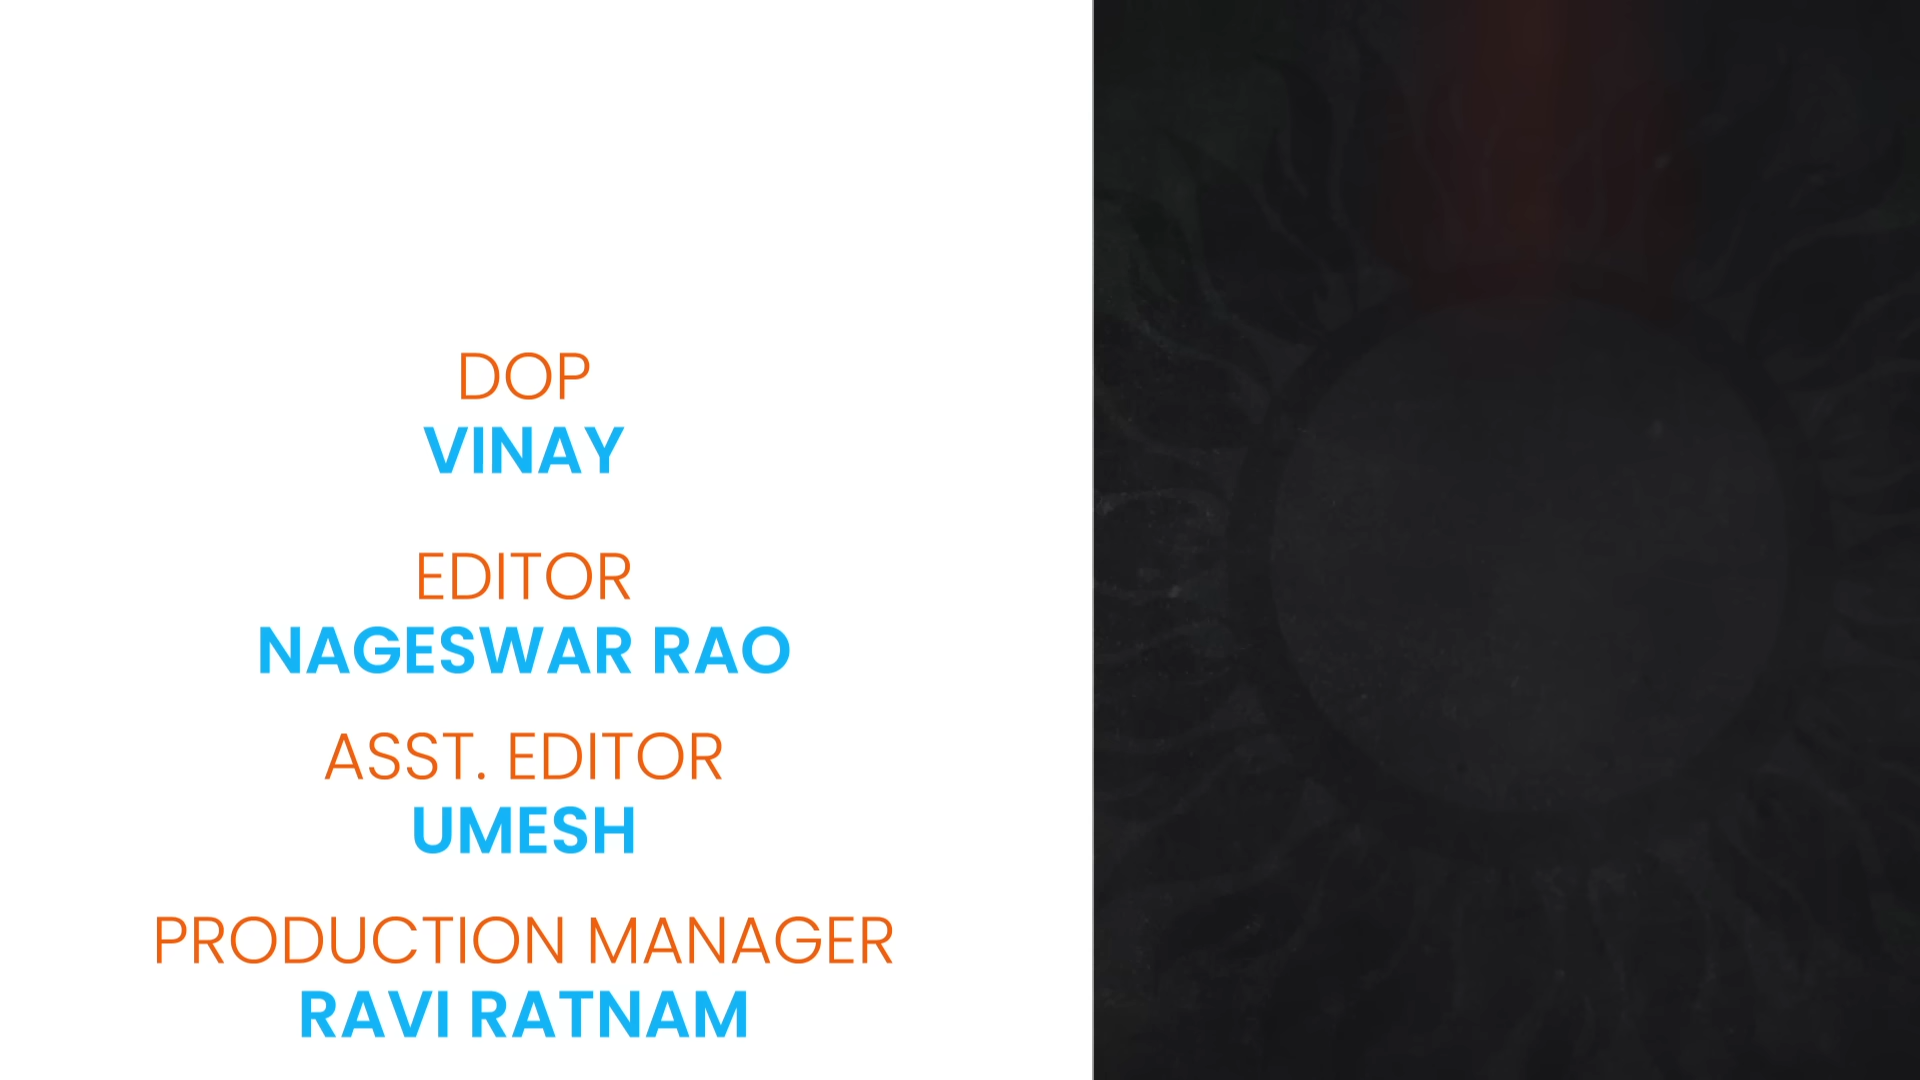 DOP
VINAY
EDITOR
NAGESWAR RAO
ASST. EDITOR
UMESH
PRODUCTION MANAGER
RAVI RATNAM